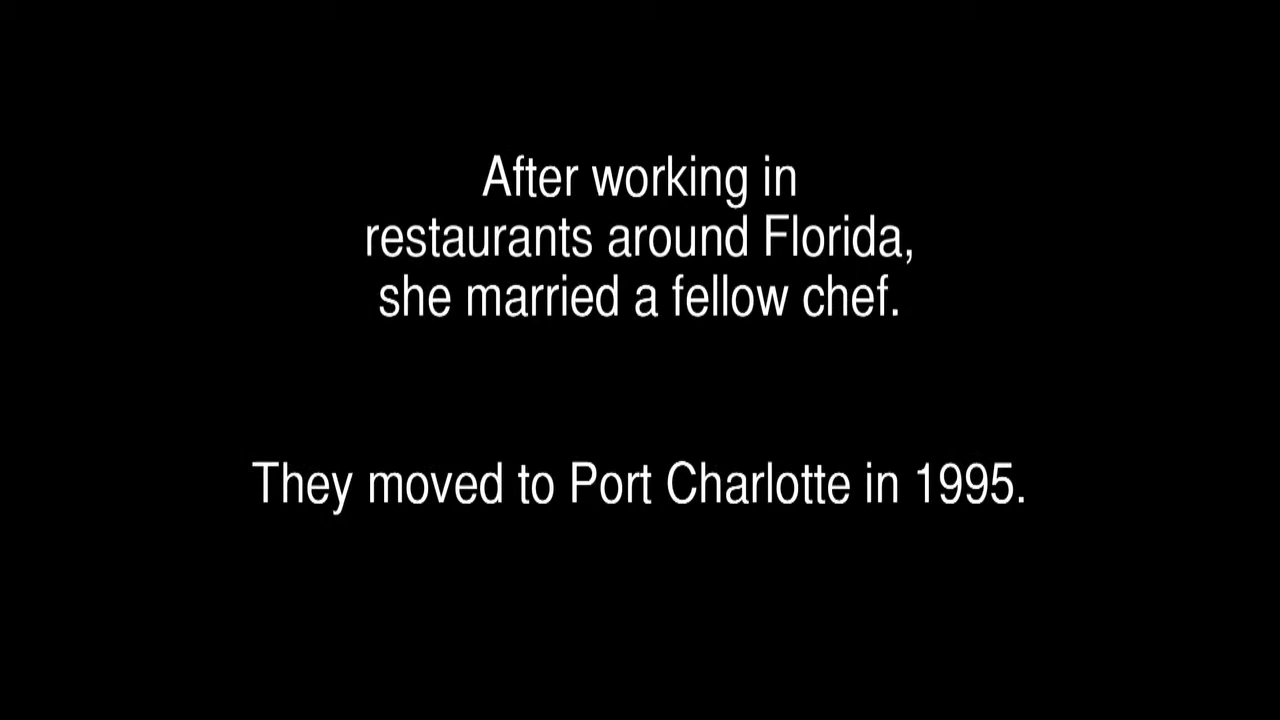 After working in
restaurants around Florida,
she married a fellow chef.
They moved to Port Charlotte in 1995.